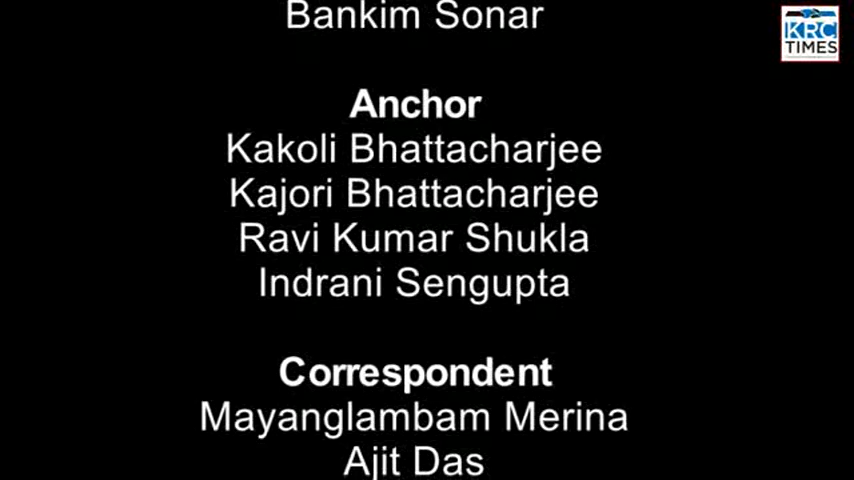 Bankim Sonar
KRC
TIMES
Anchor
Kakoli Bhattacharjee
Kajori Bhattacharjee
Ravi Kumar Shukla
Indrani Sengupta
Correspondent
Mayanglambam Merina
Ajit Das